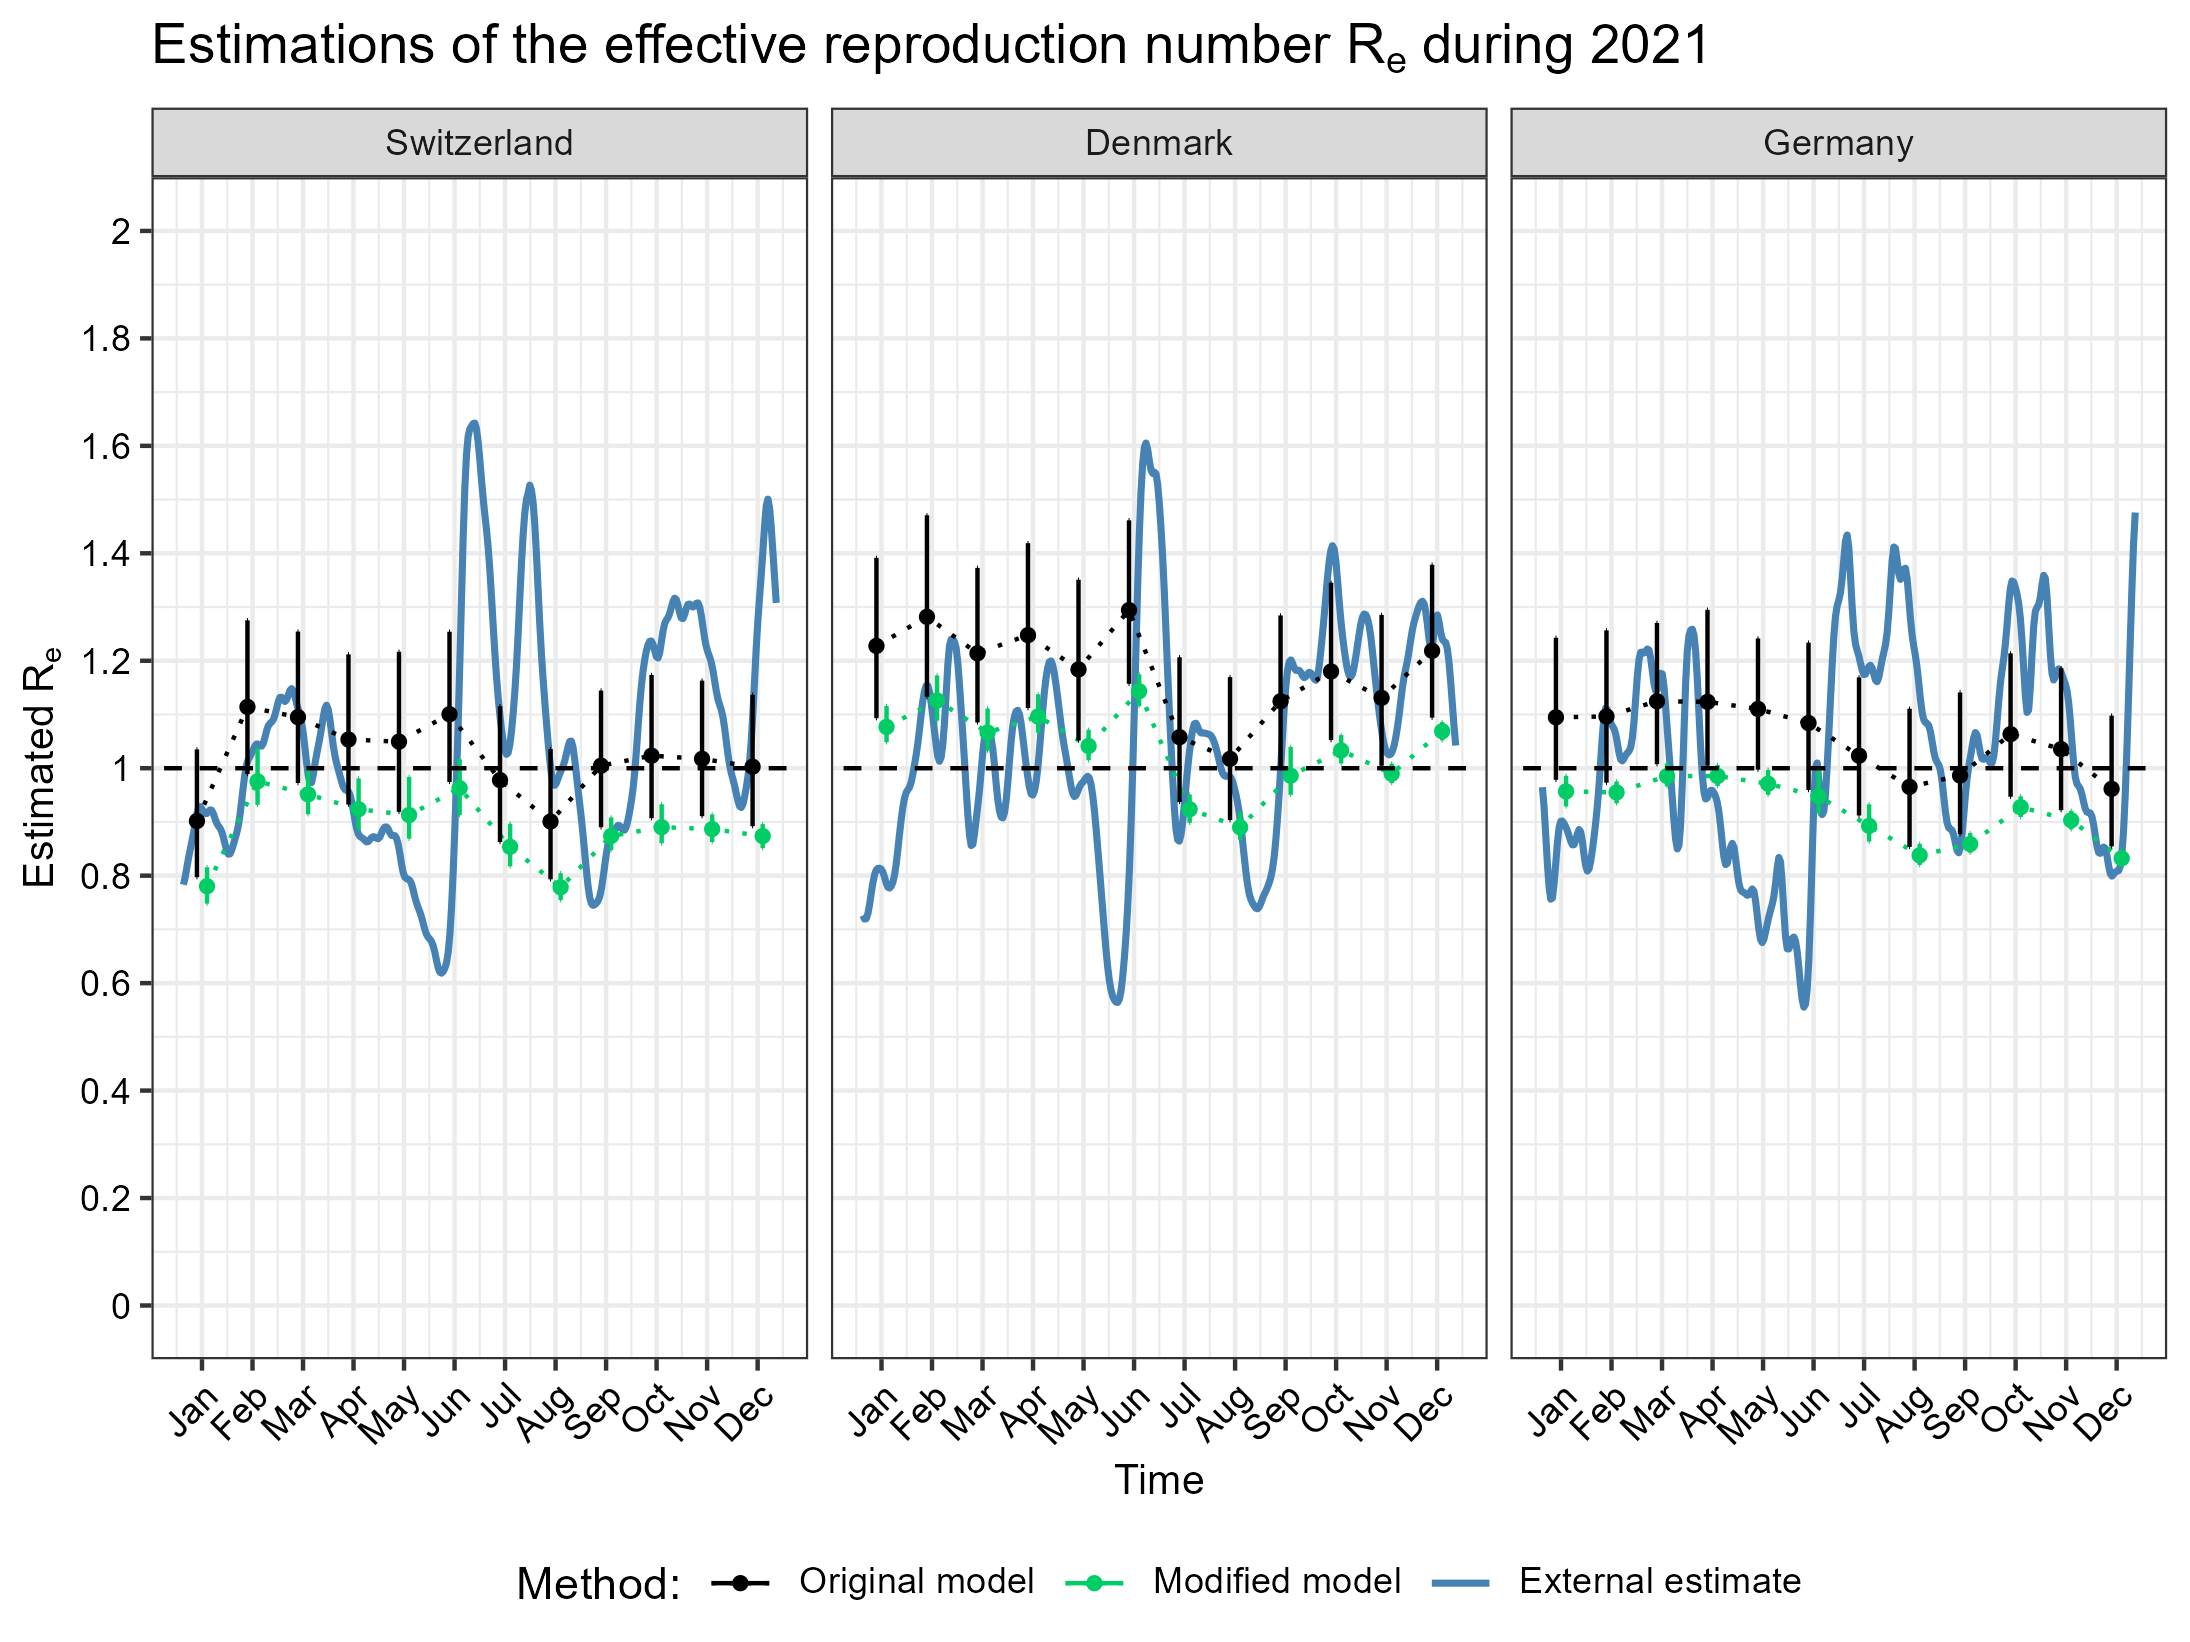 Estimations of the effective reproduction number Re during 2021
Switzerland
Denmark
Germany
Estimated Re
2
1.8
1.6
1.4
1.2
1
0.8
0.6
0.4
0.2
0
Jan Feb Mar Apr May Jun Jul Aug Sep Oct Nov Dec
Jan Feb Mar Apr May Jun Jul Aug Sep Oct Nov Dec
Jan Feb Mar Apr May Jun Jul Aug Sep Oct Nov Dec
Time
Method: Original model Modified model External estimate